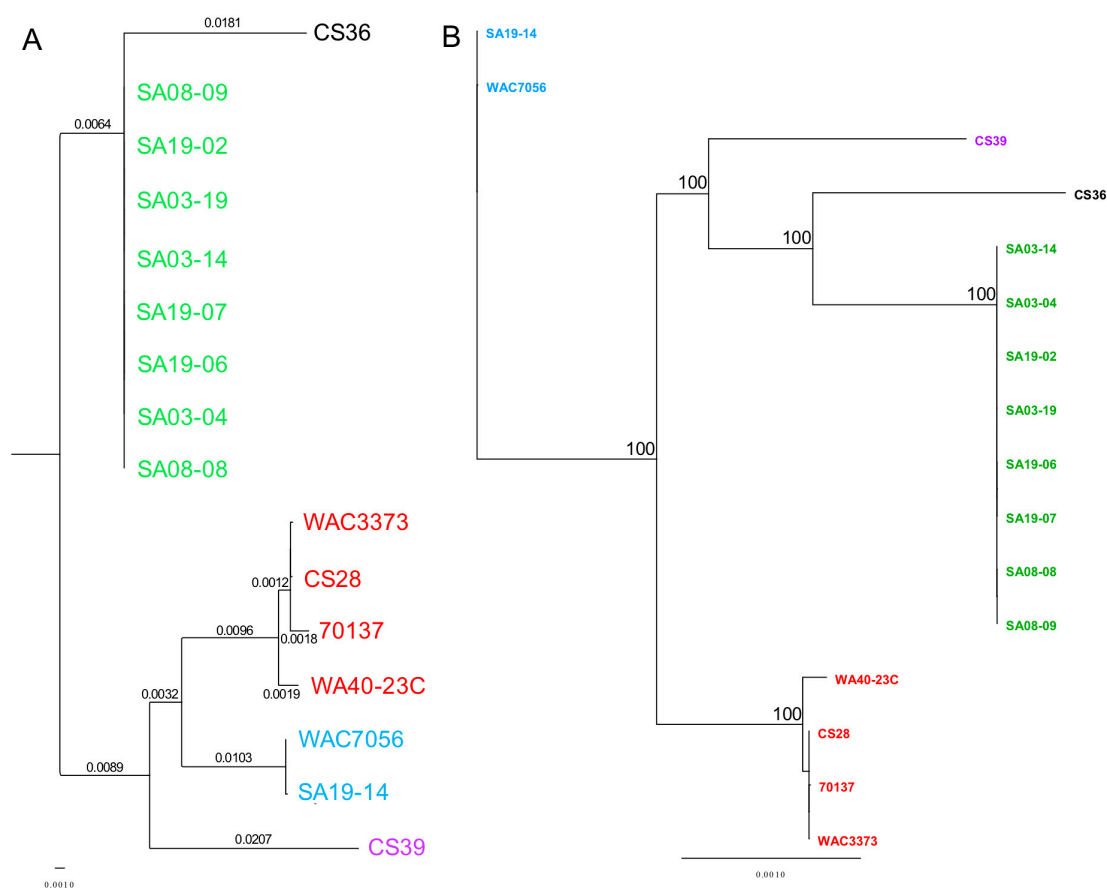 A
0.0181
CS36
SA08-09
0.0064
SA19-02
SA03-19
SA03-14
SA19-07
SA19-06
SA03-04
SA08-08
WAC3373
0.0012
CS28
0.0096
0.0018
70137
0.0032
0.0019
WA40-23C
WAC7056
0.0103
0.0089
SA19-14
0.0207
CS39
0.0010
B
SA19-14
WAC7056
CS39
100
CS36
100
SA03-14
100
SA03-04
SA19-02
SA03-19
100
SA19-06
SA19-07
SA08-08
SA08-09
WA40-23C
100
CS28
70137
WAC3373
0.0010